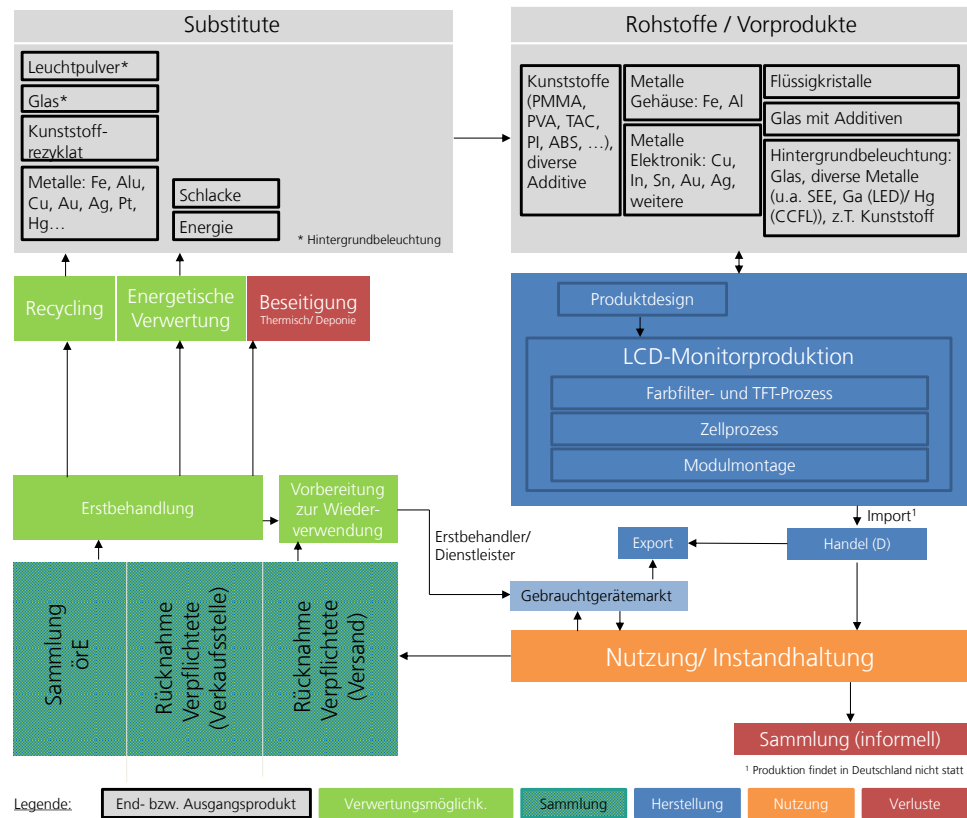 Substitute
Leuchtpulver*
Glas*
Kunststoff-
rezyklat
Metalle: Fe, Alu,
Cu, Au, Ag, Pt,
Hg…
Schlacke
Energie
* Hintergrundbeleuchtung
Rohstoffe / Vorprodukte
Kunststoffe
(PMMA,
PVA, TAC,
PI, ABS, …),
diverse
Additive
Metalle
Gehäuse: Fe, Al
Metalle
Elektronik: Cu,
In, Sn, Au, Ag,
weitere
Flüssigkristalle
Glas mit Additiven
Hintergrundbeleuchtung:
Glas, diverse Metalle
(u.a. SEE, Ga (LED)/ Hg
(CCFL)), z.T. Kunststoff
Recycling
Energetische
Verwertung
Beseitigung
Thermisch/ Deponie
Produktdesign
LCD-Monitorproduktion
Farbfilter- und TFT-Prozess
Zellprozess
Modulmontage
Erstbehandlung
Vorbereitung
zur Wieder-
verwendung
Erstbehandler/
Dienstleister
Import¹
Export
Handel (D)
Gebrauchtgerätemarkt
Sammlung
örE
Rücknahme
Verpflichtete
(Verkaufsstelle)
Rücknahme
Verpflichtete
(Versand)
Nutzung/ Instandhaltung
Sammlung (informell)
¹ Produktion findet in Deutschland nicht statt
Legende:
End- bzw. Ausgangsprodukt
Verwertungsmöglichk.
Sammlung
Herstellung
Nutzung
Verluste